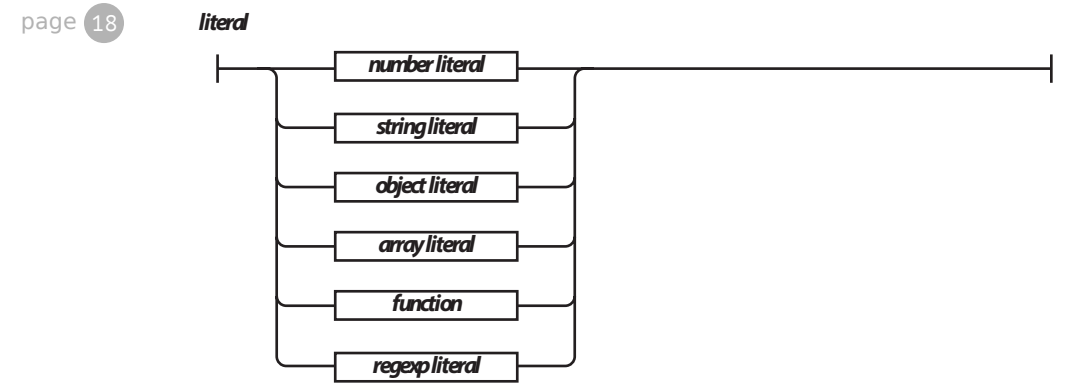 page 18
literal
number literal
string literal
object literal
array literal
function
regexp literal